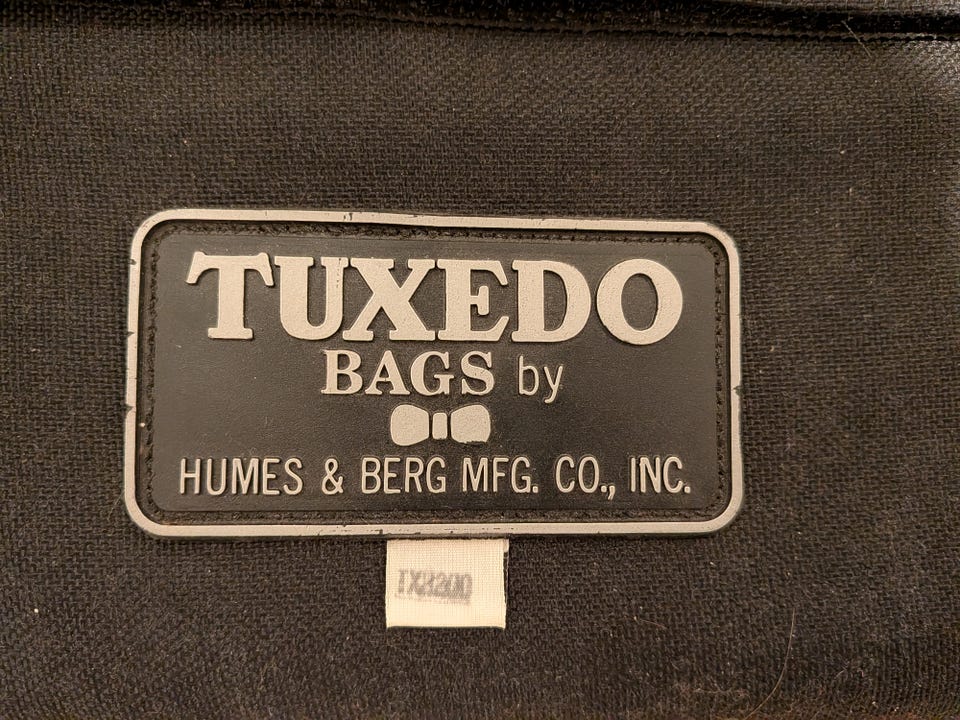 TUXEDO
BAGS by
HUMES & BERG MFG. CO., INC.